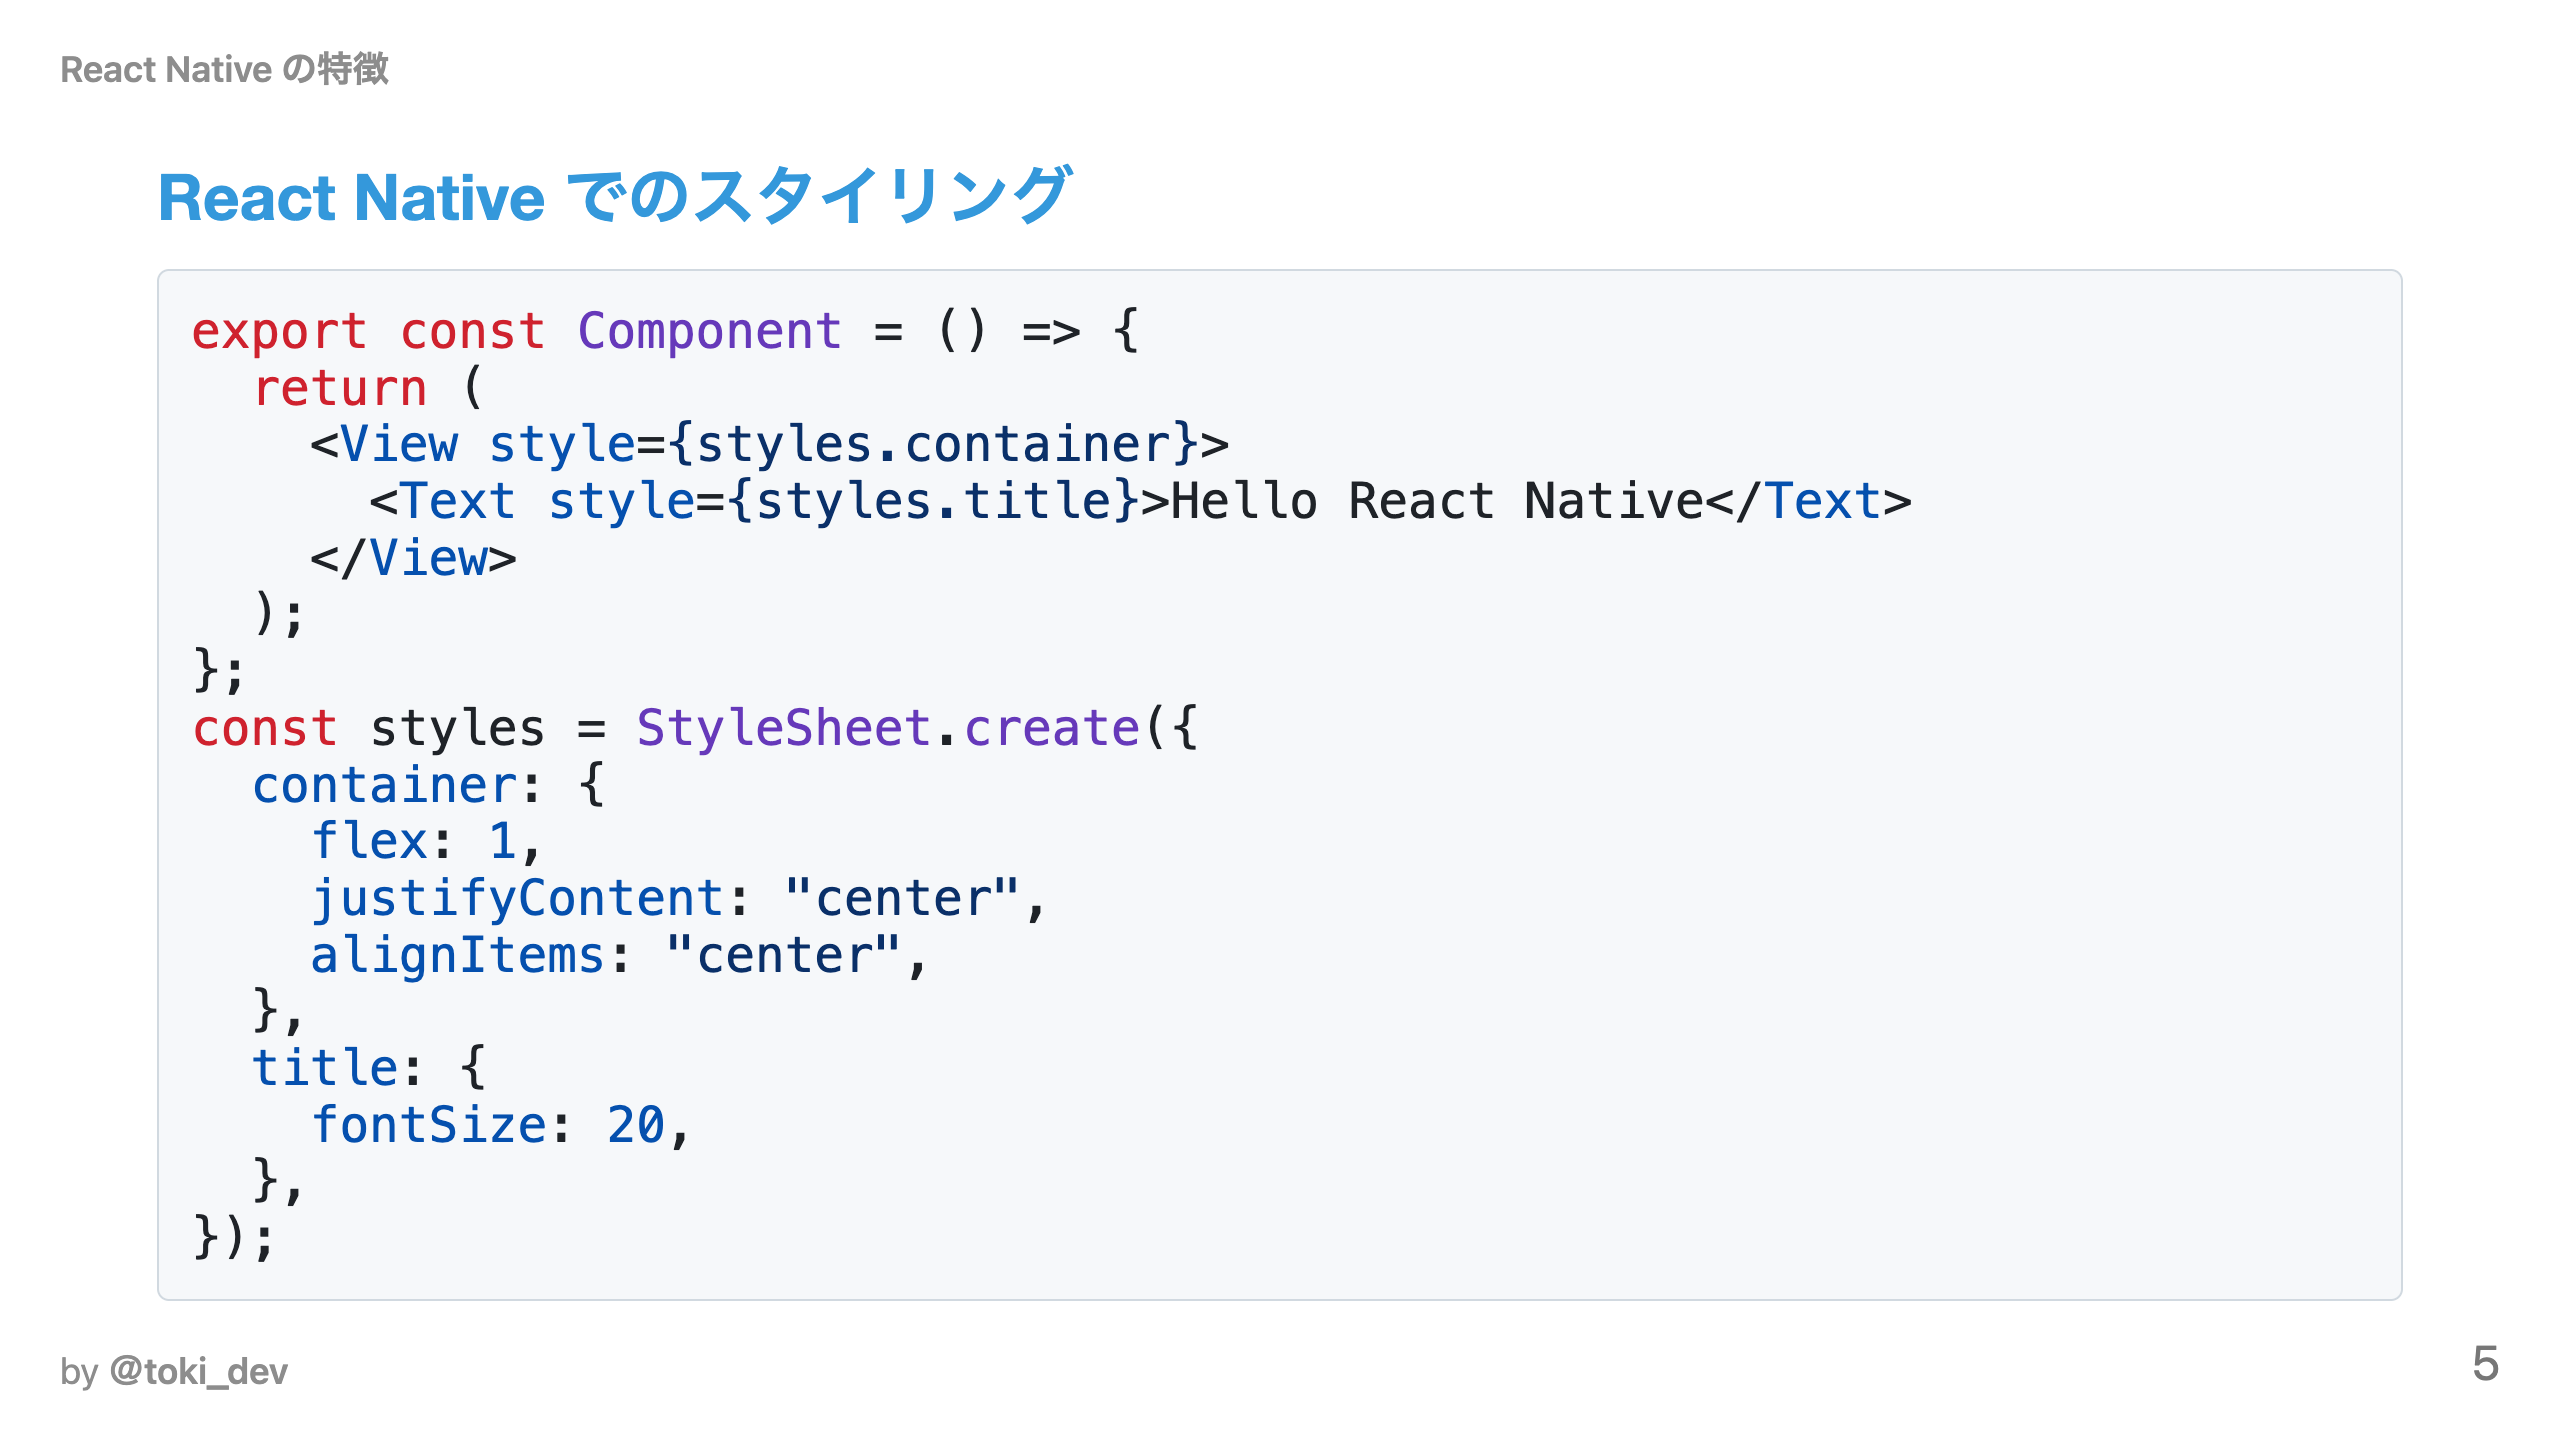 React Native の特徴
React Native でのスタイリング
export const Component = () => {
  return (
    <View style={styles.container}>
      <Text style={styles.title}>Hello React Native</Text>
    </View>
  );
};
const styles = StyleSheet.create({
  container: {
    flex: 1,
    justifyContent: "center",
    alignItems: "center",
  },
  title: {
    fontSize: 20,
  },
});
by @toki_dev
5